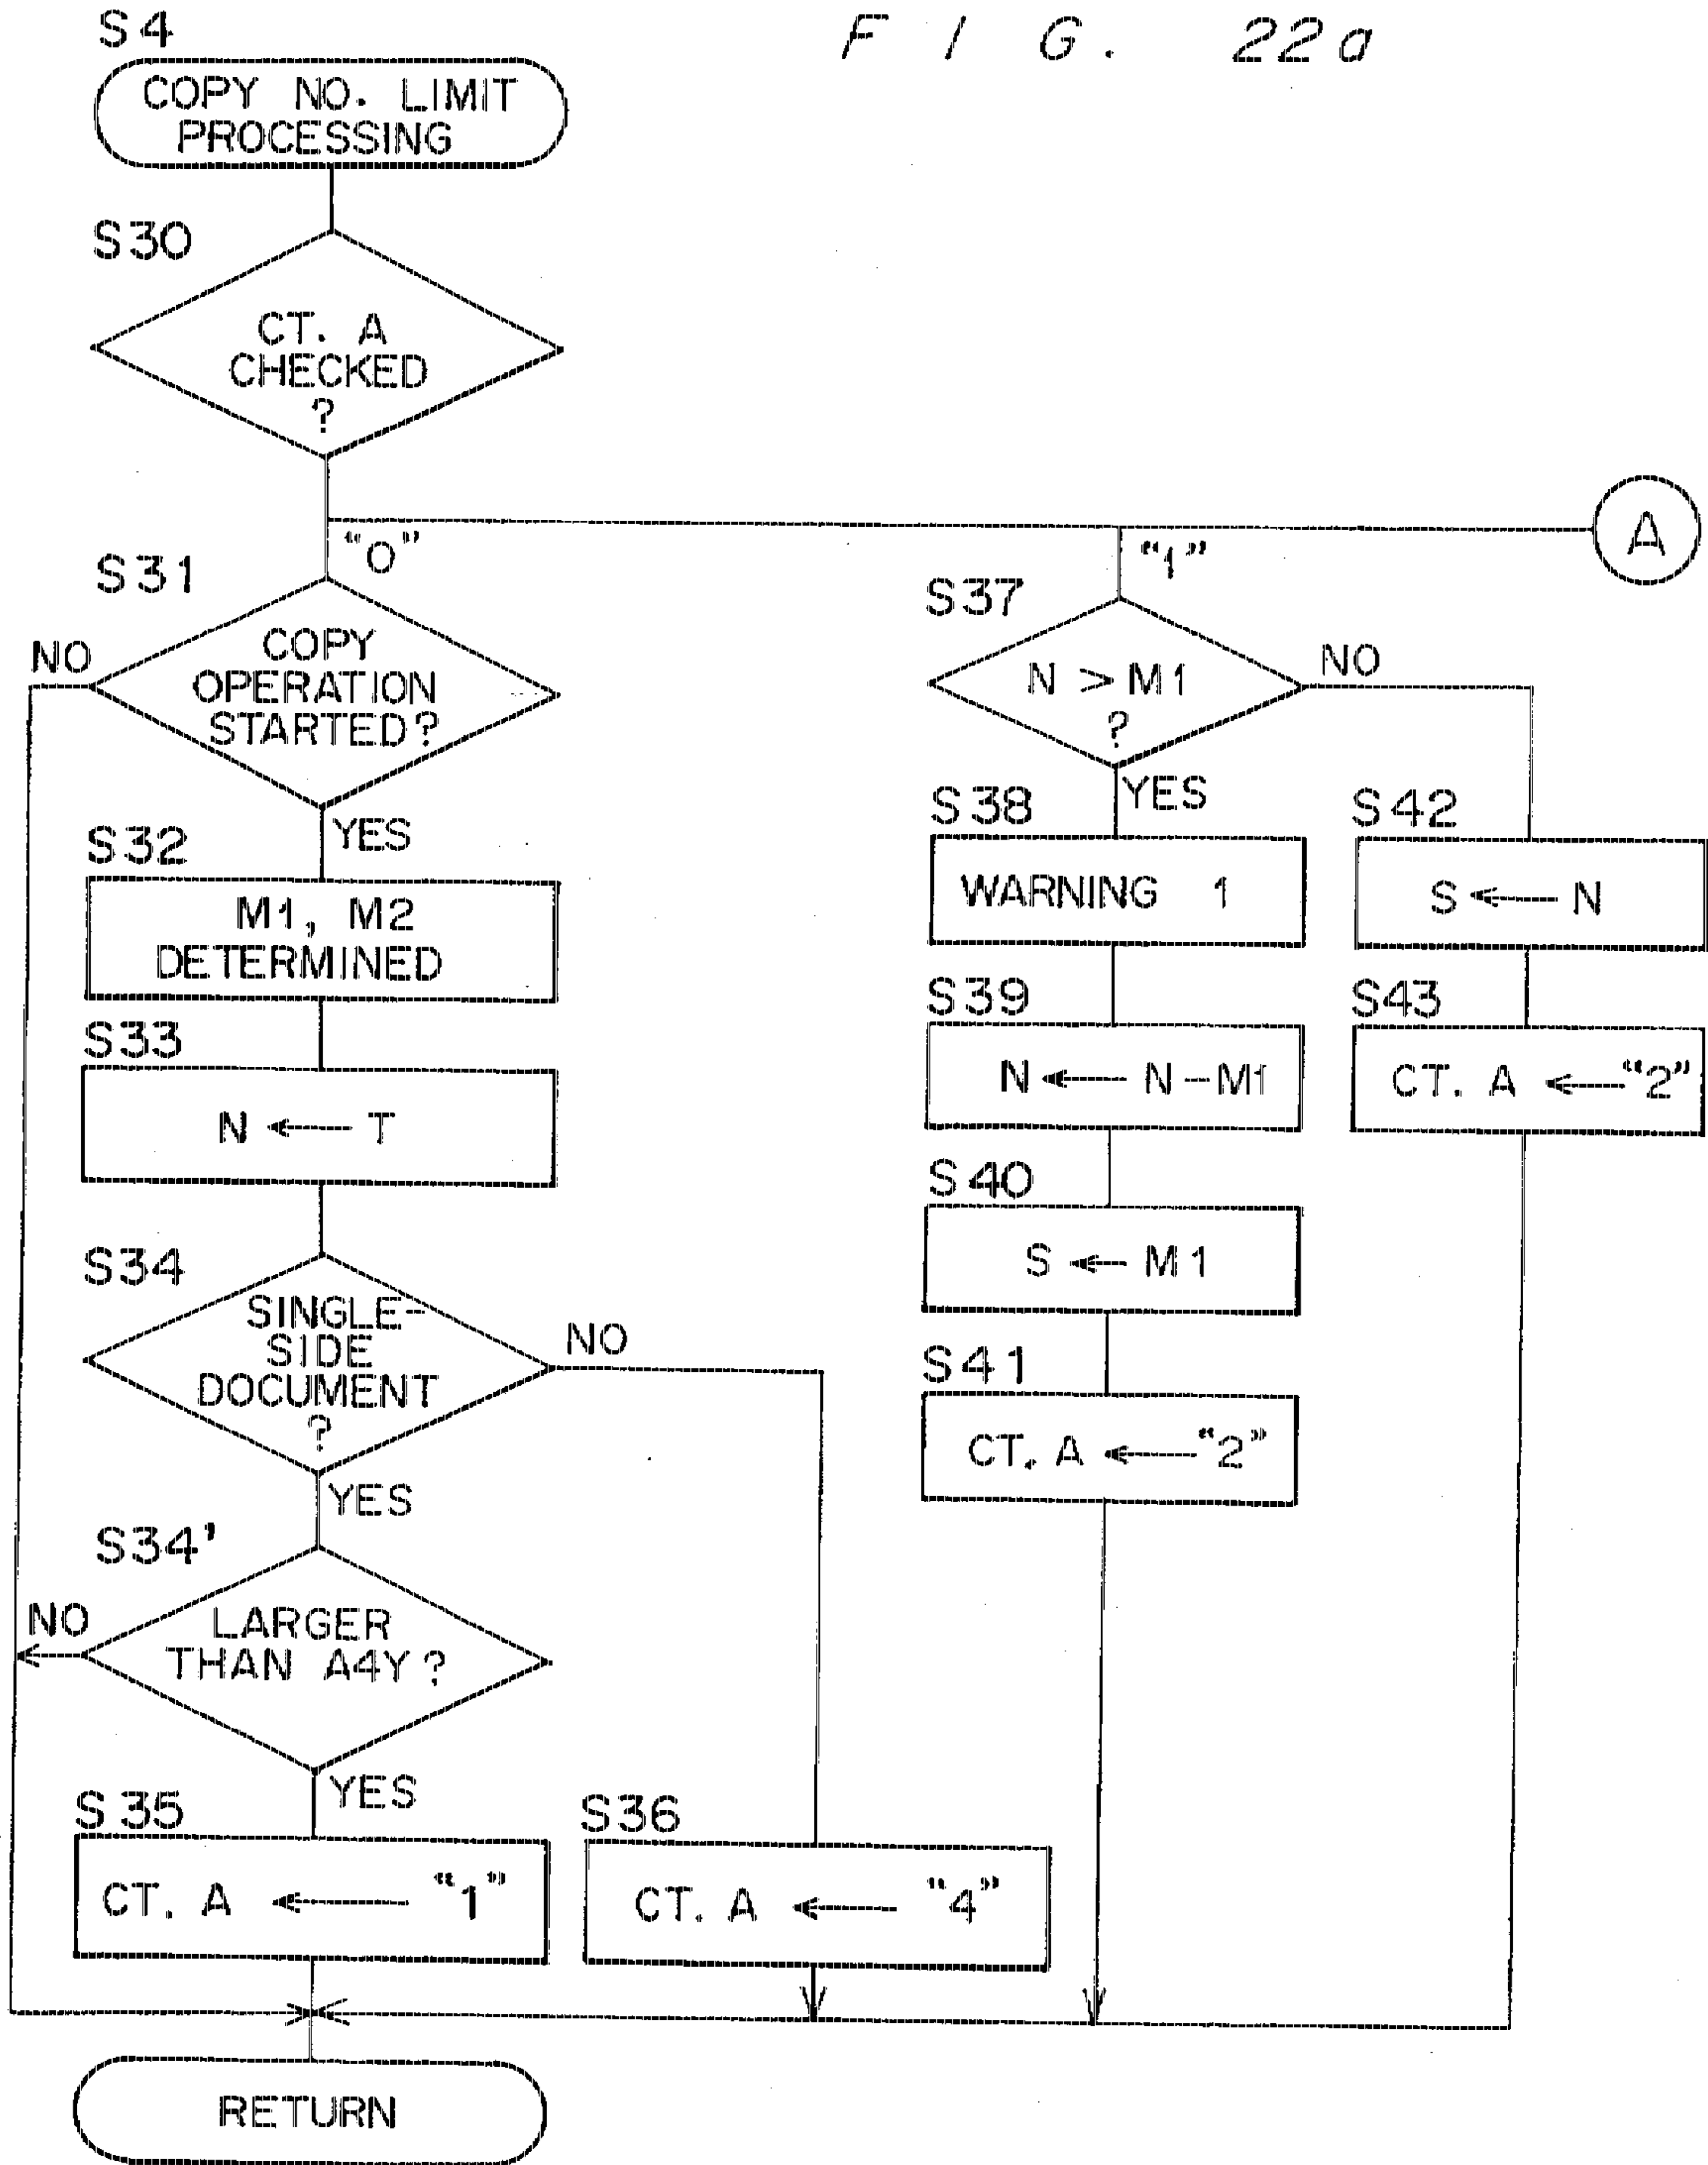 FIG. 22a
S4
COPY NO. LIMIT
PROCESSING
S30
CT. A
CHECKED
?
A
"0"
"1"
S31
COPY
OPERATION
STARTED?
NO
YES
S32
M1, M2
DETERMINED
S33
N ← T
S34
SINGLE-
SIDE
DOCUMENT
?
NO
YES
S34'
LARGER
THAN A4Y?
NO
YES
S35
CT. A ← "1"
S36
CT. A ← "4"
S37
N > M1
?
NO
YES
S38
WARNING 1
S39
N ← N-M1
S40
S ← M1
S41
CT. A ← "2"
S42
S ← N
S43
CT. A ← "2"
RETURN